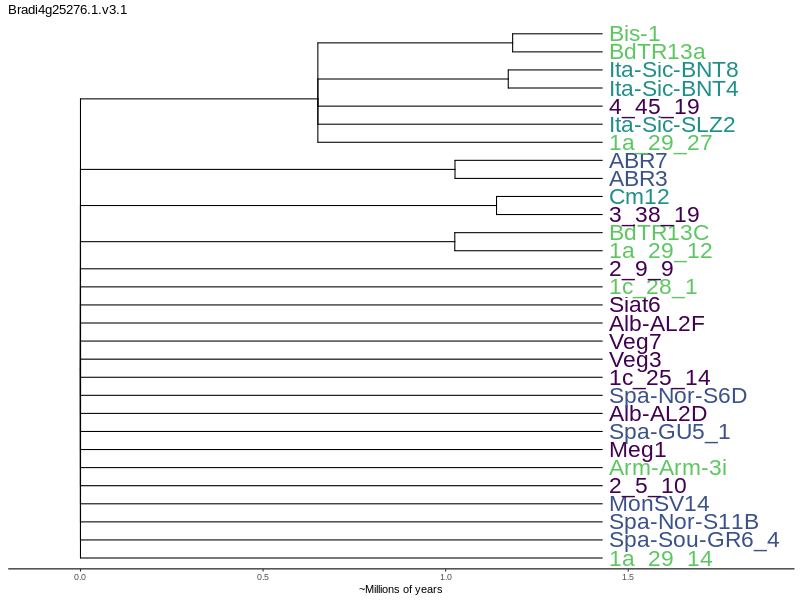 Bradi4g25276.1.v3.1
Bis-1
BdTR13a
Ita-Sic-BNT8
Ita-Sic-BNT4
4_45_19
Ita-Sic-SLZ2
1a_29_27
ABR7
ABR3
Cm12
3_38_19
BdTR13C
1a_29_12
2_9_9
1c_28_1
Siat6
Alb-AL2F
Veg7
Veg3
1c_25_14
Spa-Nor-S6D
Alb-AL2D
Spa-GU5_1
Meg1
Arm-Arm-3i
2_5_10
MonSV14
Spa-Nor-S11B
Spa-Sou-GR6_4
1a_29_14
0.0 0.5 1.0 1.5
~Millions of years